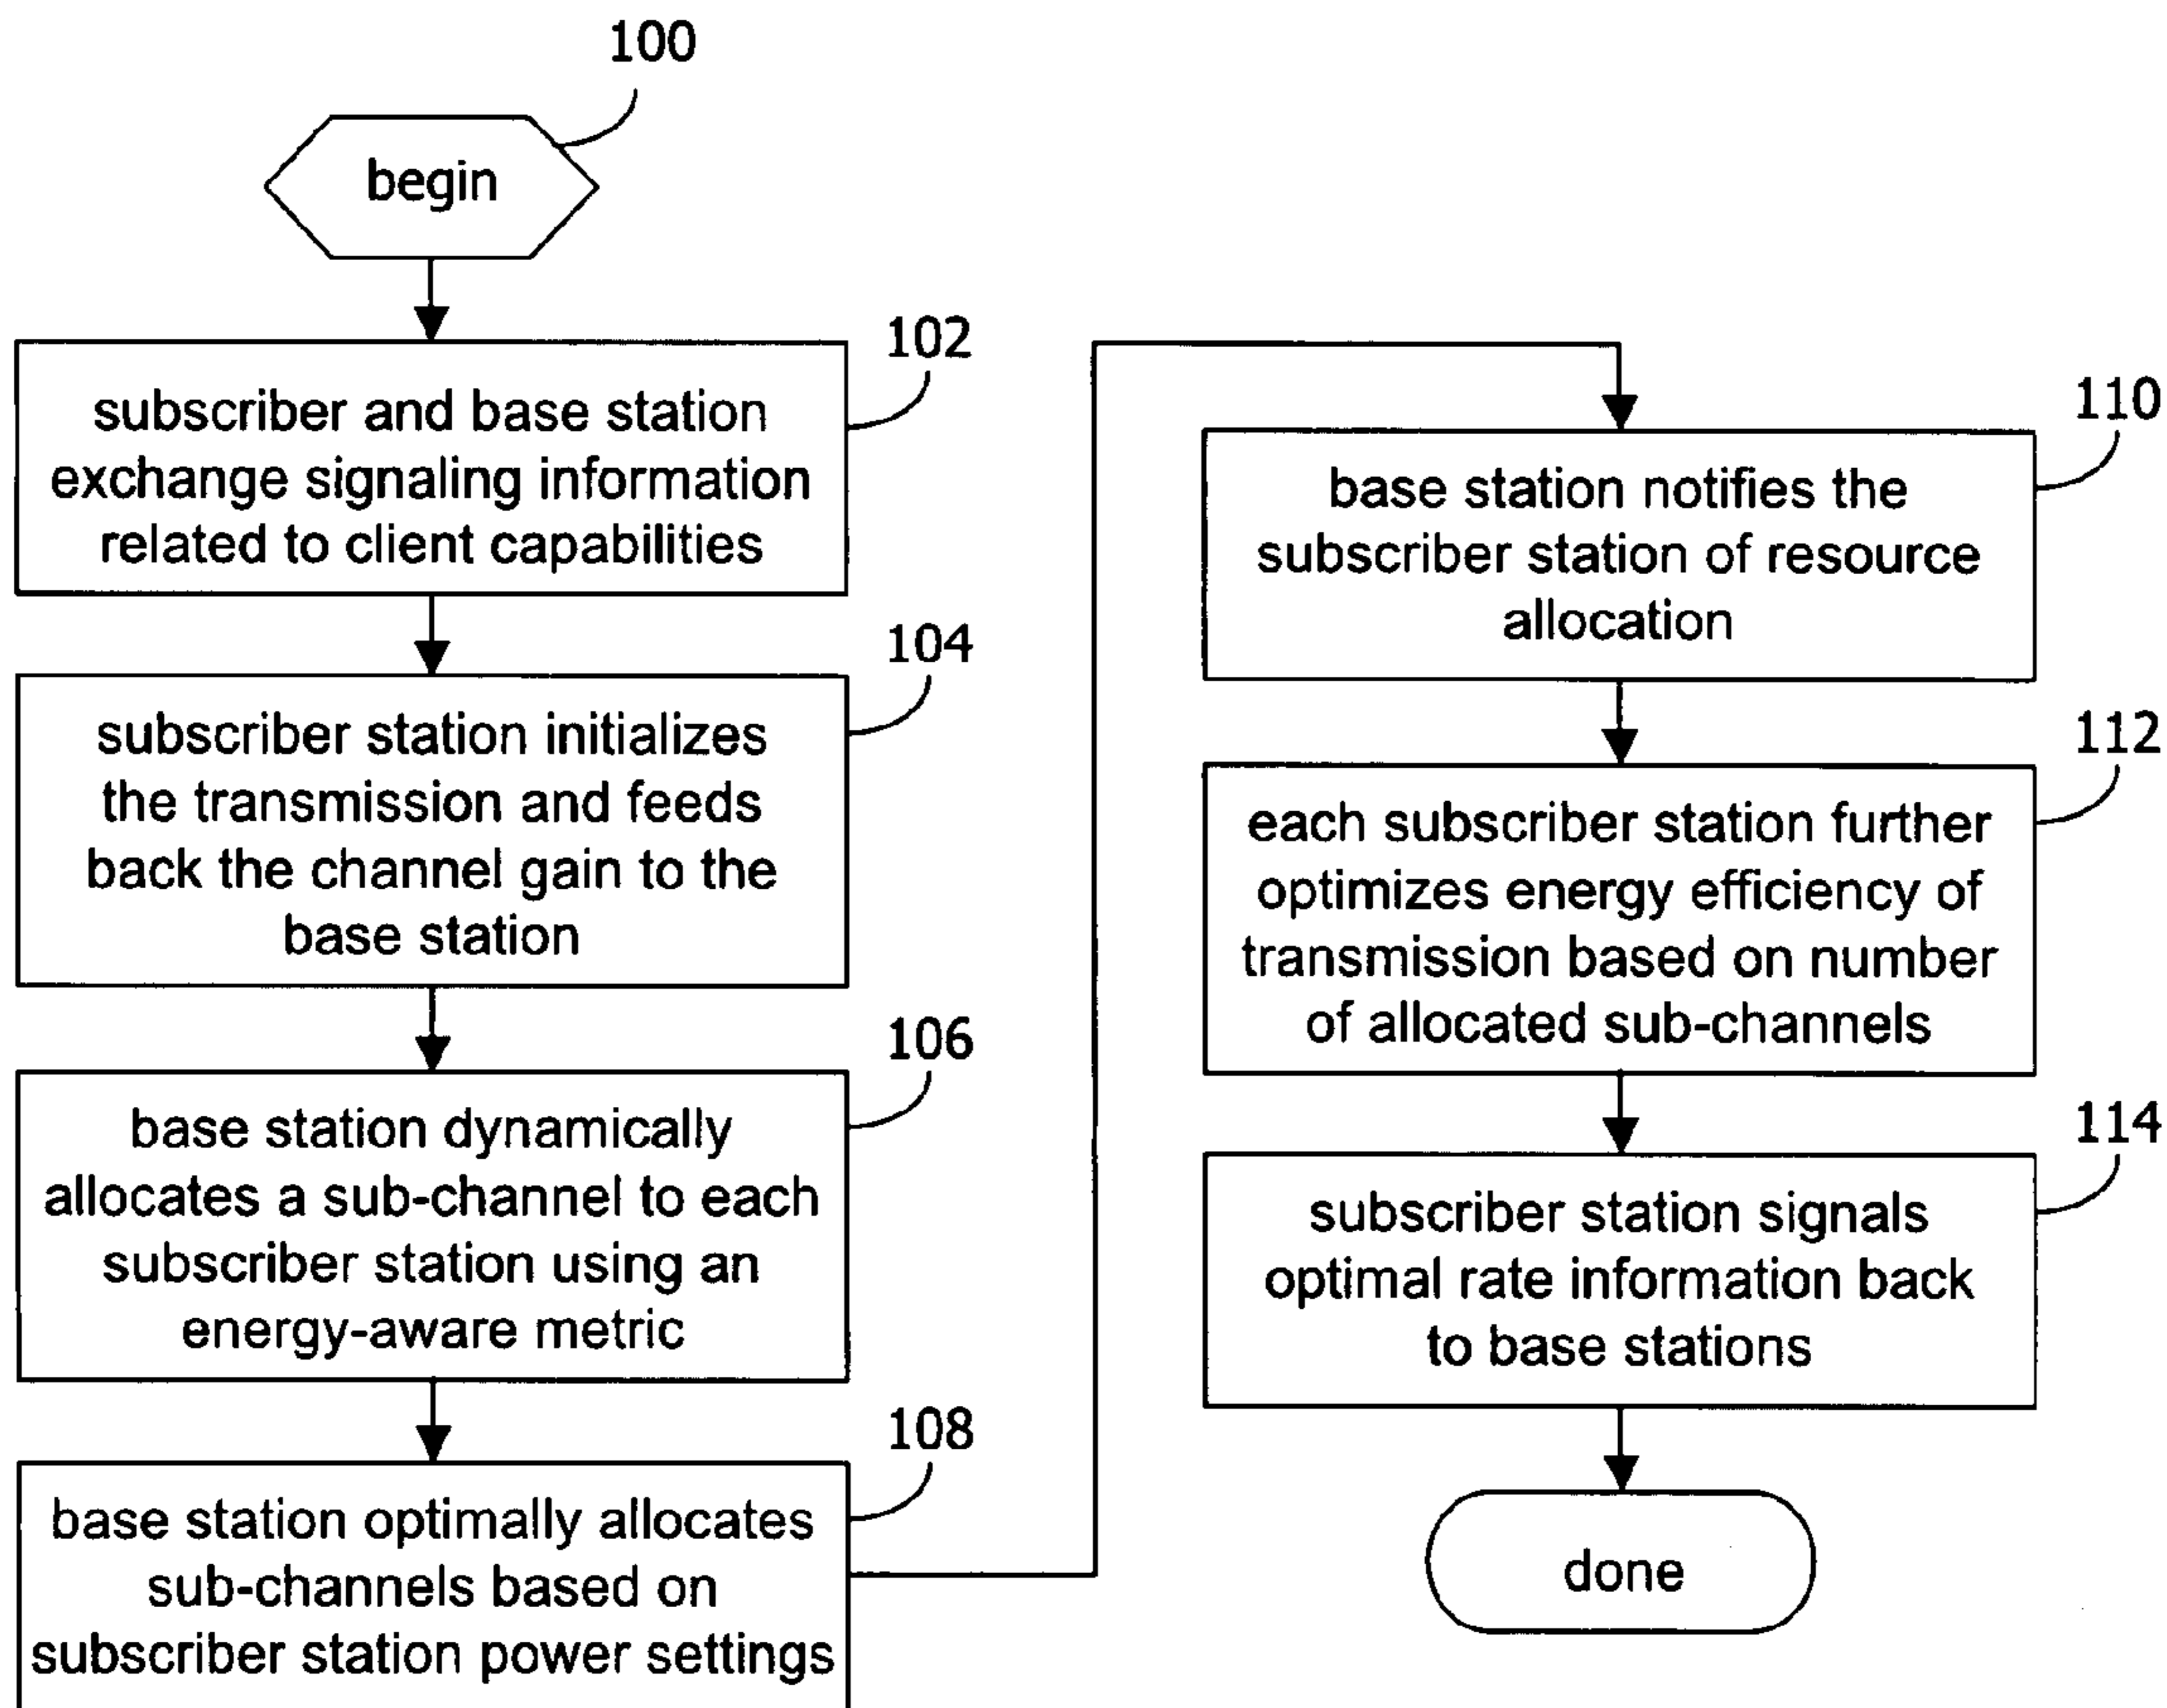 100
begin
102
subscriber and base station
exchange signaling information
related to client capabilities
104
subscriber station initializes
the transmission and feeds
back the channel gain to the
base station
106
base station dynamically
allocates a sub-channel to each
subscriber station using an
energy-aware metric
108
base station optimally allocates
sub-channels based on
subscriber station power settings
110
base station notifies the
subscriber station of resource
allocation
112
each subscriber station further
optimizes energy efficiency of
transmission based on number
of allocated sub-channels
114
subscriber station signals
optimal rate information back
to base stations
done